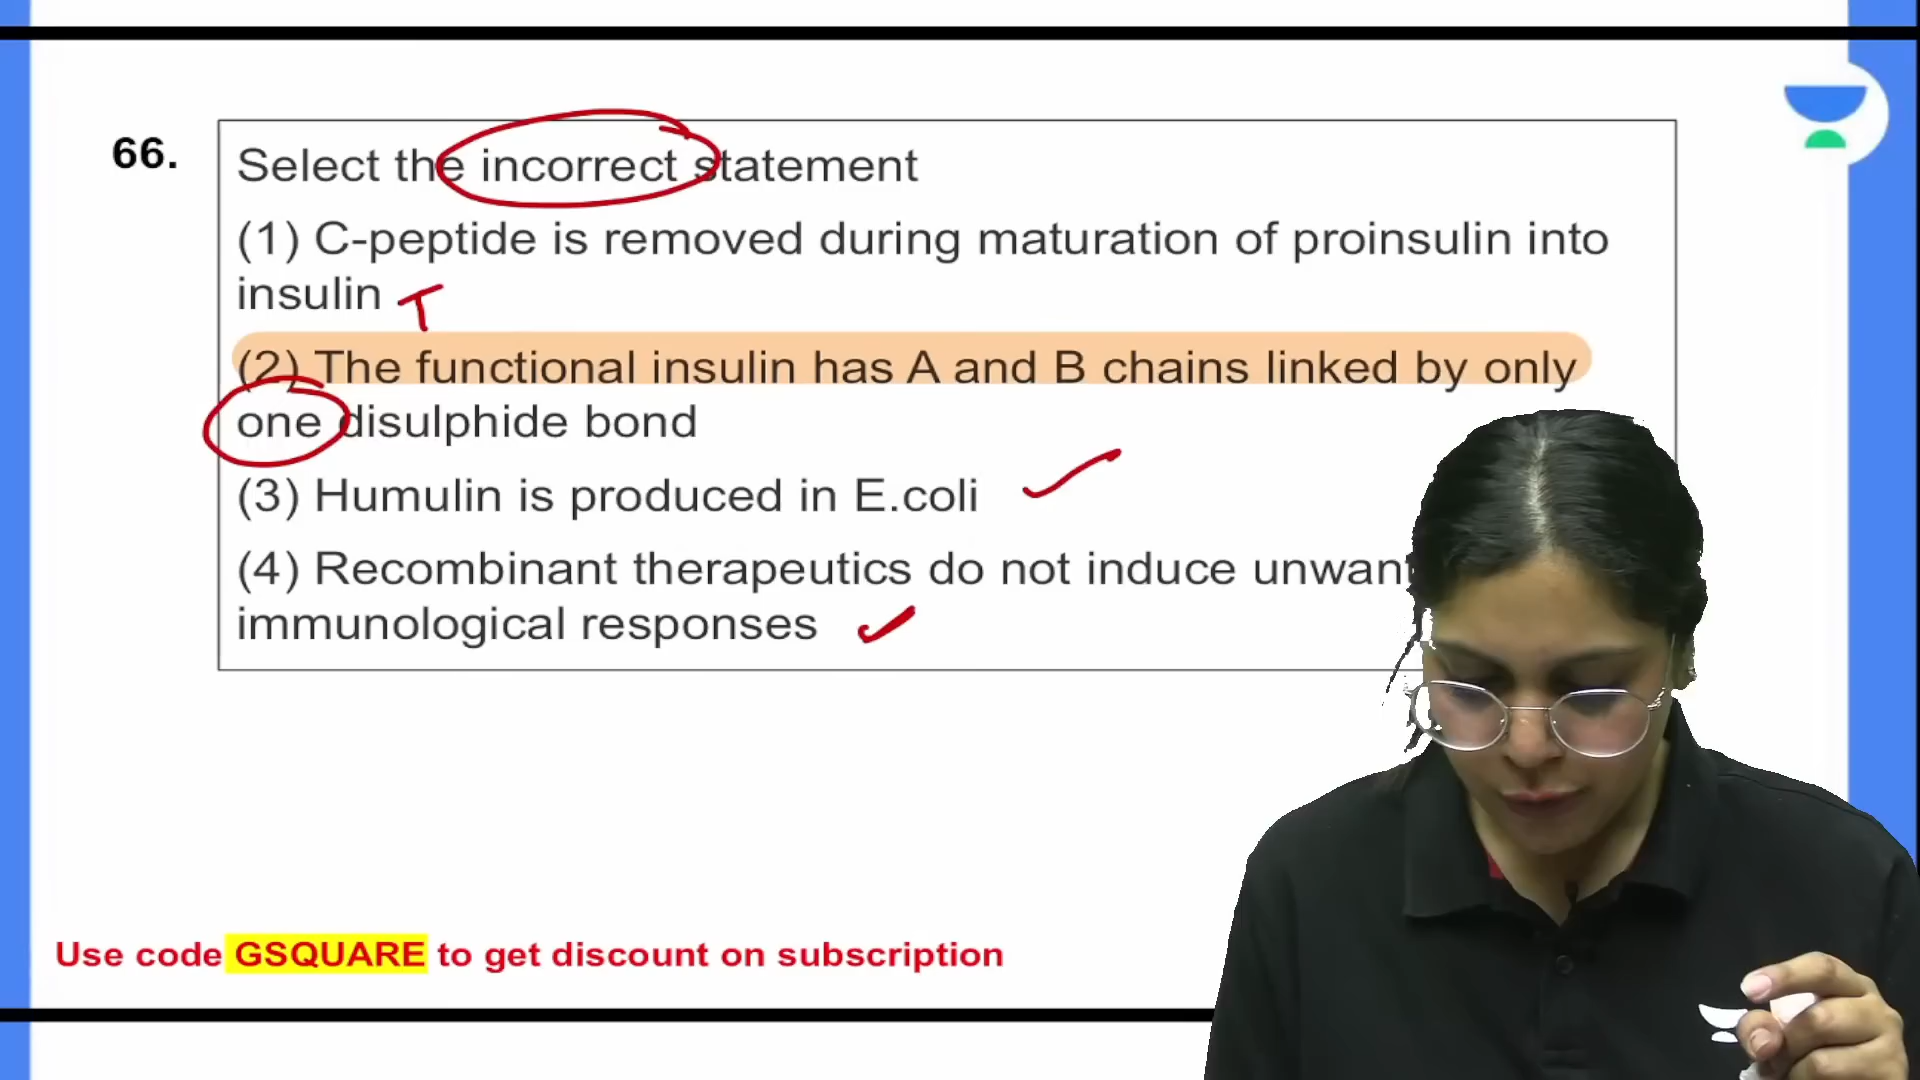 66.
Select the incorrect statement
(1) C-peptide is removed during maturation of proinsulin into
insulin T
(2) The functional insulin has A and B chains linked by only
one disulphide bond
(3) Humulin is produced in E.coli
(4) Recombinant therapeutics do not induce
immunological responses
Use code GSQUARE to get discount on subscription